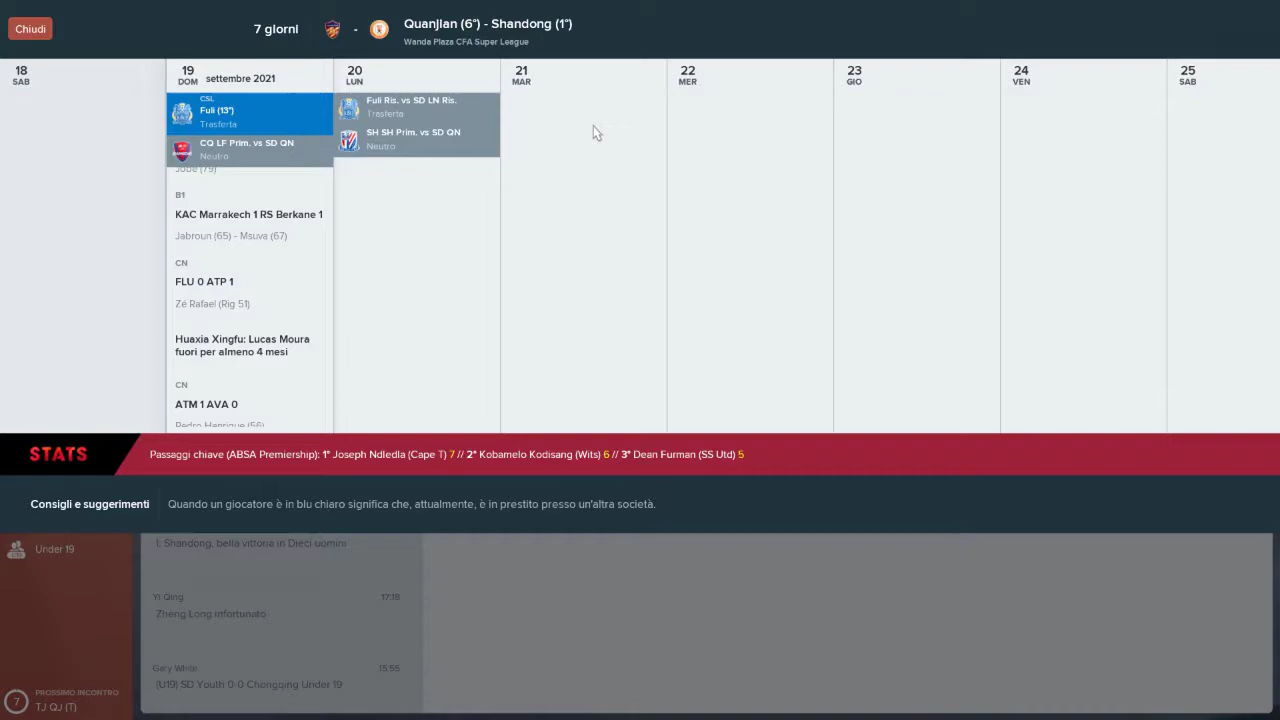 Chiudi
7 giorni
-
Quanjian (6°) - Shandong (1°)
Wanda Plaza CFA Super League
18
SAB
19
DOM settembre 2021
20
LUN
21
MAR
22
MER
23
GIO
24
VEN
25
SAB
CSL
Fuli (13°)
Trasferta
CQ LF Prim. vs SD QN
Neutro
Fuli Ris. vs SD LN Ris.
Trasferta
SH SH Prim. vs SD QN
Neutro
Jobe (79)
B1
KAC Marrakech 1 RS Berkane 1
Jabroun (65) - Msuva (67)
CN
FLU 0 ATP 1
Zé Rafael (Rig 51)
Huaxia Xingfu: Lucas Moura
fuori per almeno 4 mesi
CN
ATM 1 AVA 0
Pedro Henrique (56)
STATS
Passaggi chiave (ABSA Premiership): 1° Joseph Ndledla (Cape T) 7 // 2° Kobamelo Kodisang (Wits) 6 // 3° Dean Furman (SS Utd) 5
Consigli e suggerimenti
Quando un giocatore è in blu chiaro significa che, attualmente, è in prestito presso un'altra società.
Under 19
t: Shandong, bella vittoria in Dieci uomini
Yi Qing 17:18
Zheng Long infortunato
Gary White 15:55
(U19) SD Youth 0-0 Chongqing Under 19
7
PROSSIMO INCONTRO
TJ QJ (T)